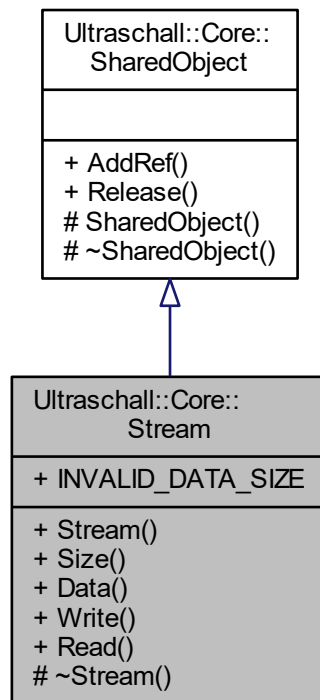 Ultraschall::Core::
SharedObject
+ AddRef()
+ Release()
# SharedObject()
# ~SharedObject()
Ultraschall::Core::
Stream
+ INVALID_DATA_SIZE
+ Stream()
+ Size()
+ Data()
+ Write()
+ Read()
# ~Stream()